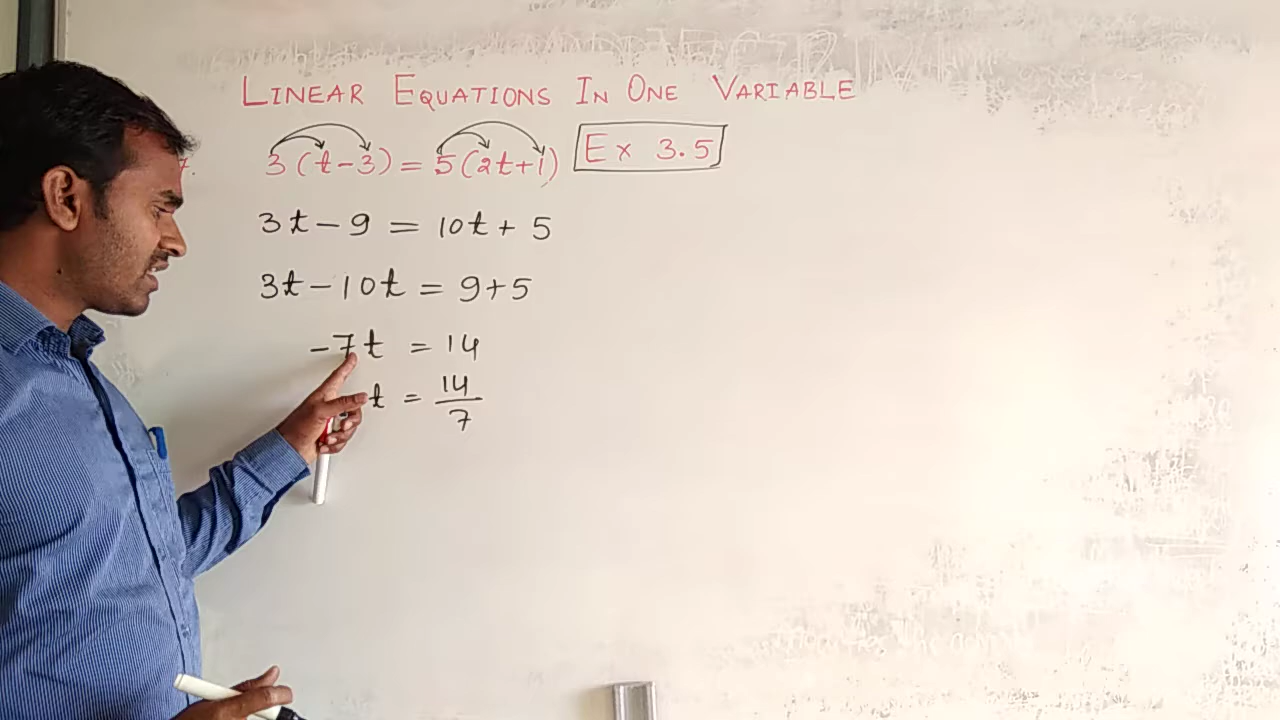 LINEAR EQUATIONS IN ONE VARIABLE
7. 3(t-3)=5(2t+1) Ex 3.5
3t-9 = 10t+5
3t-10t = 9+5
-7t = 14
t = 14/7